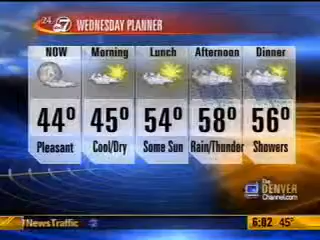 24 7 WEDNESDAY PLANNER
NOW Morning Lunch Afternoon Dinner
44° 45° 54° 58° 56°
Pleasant Cool/Dry Some Sun Rain/Thunder Showers
The
DENVER
Channel.com
7NewsTraffic 6:02 45°